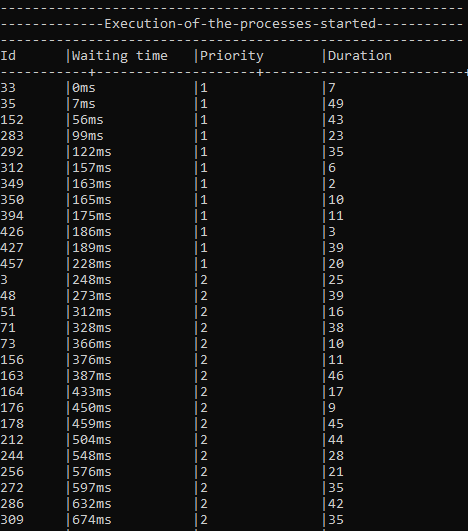 ----------------------------------------------------------
-------------Execution-of-the-processes-started-----------
----------------------------------------------------------
Id      |Waiting time   |Priority       |Duration
-----------+--------------------+-------------------------+
33      |0ms            |1              |7
35      |7ms            |1              |49
152     |56ms           |1              |43
283     |99ms           |1              |23
292     |122ms          |1              |35
312     |157ms          |1              |6
349     |163ms          |1              |2
350     |165ms          |1              |10
394     |175ms          |1              |11
426     |186ms          |1              |3
427     |189ms          |1              |39
457     |228ms          |1              |20
3       |248ms          |2              |25
48      |273ms          |2              |39
51      |312ms          |2              |16
71      |328ms          |2              |38
73      |366ms          |2              |10
156     |376ms          |2              |11
163     |387ms          |2              |46
164     |433ms          |2              |17
176     |450ms          |2              |9
178     |459ms          |2              |45
212     |504ms          |2              |44
244     |548ms          |2              |28
256     |576ms          |2              |21
272     |597ms          |2              |35
286     |632ms          |2              |42
309     |674ms          |2              |35